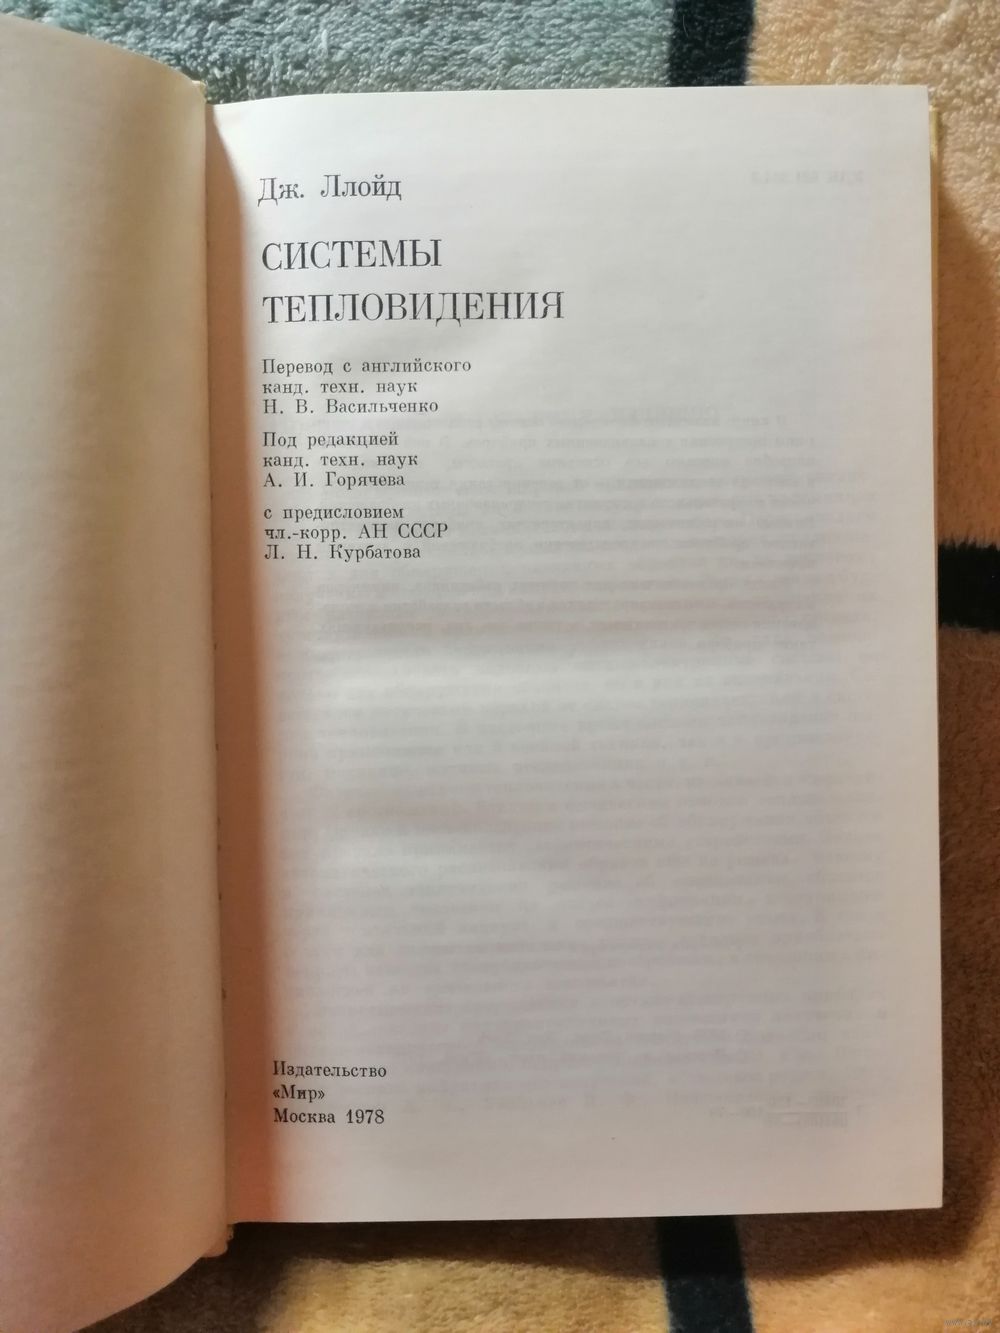 Дж. Ллойд
СИСТЕМЫ
ТЕПЛОВИДЕНИЯ
Перевод с английского
канд. техн. наук
Н. В. Васильченко
Под редакцией
канд. техн. наук
А. И. Горячева
с предисловием
чл.-корр. АН СССР
Л. Н. Курбатова
Издательство
«Мир»
Москва 1978